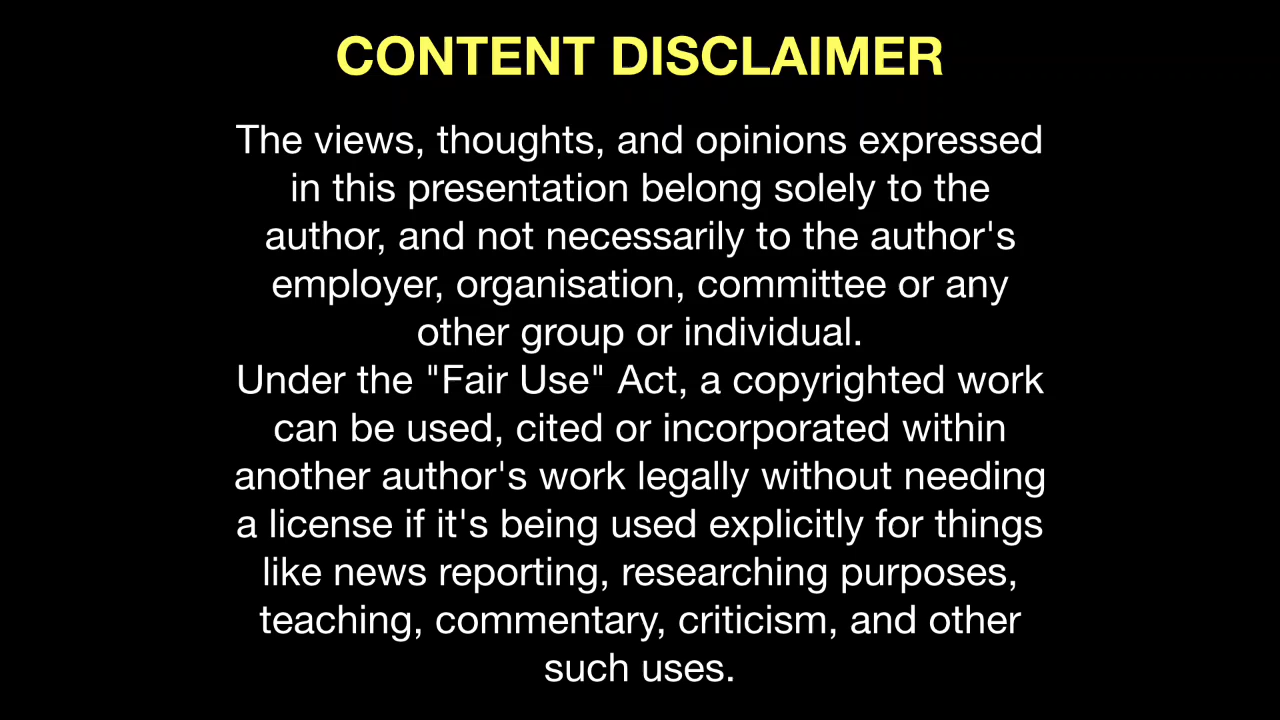 CONTENT DISCLAIMER
The views, thoughts, and opinions expressed
in this presentation belong solely to the
author, and not necessarily to the author's
employer, organisation, committee or any
other group or individual.
Under the "Fair Use" Act, a copyrighted work
can be used, cited or incorporated within
another author's work legally without needing
a license if it's being used explicitly for things
like news reporting, researching purposes,
teaching, commentary, criticism, and other
such uses.